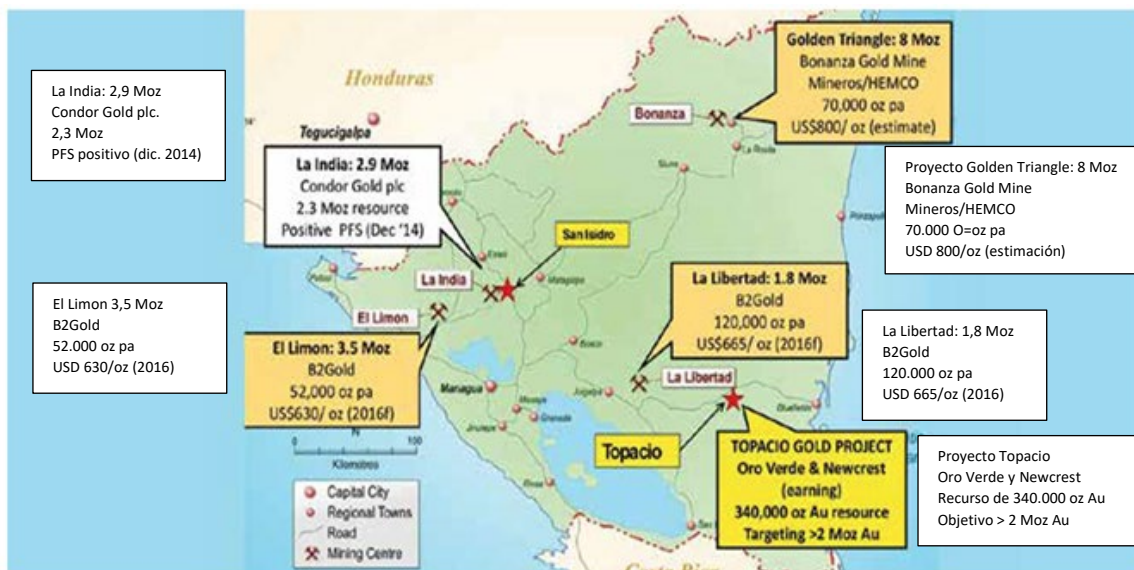 La India: 2,9 Moz
Condor Gold plc.
2,3 Moz
PFS positivo (dic. 2014)
El Limon 3,5 Moz
B2Gold
52.000 oz pa
USD 630/oz (2016)
Honduras
Tegucigalpa
La India: 2.9 Moz
Condor Gold plc
2.3 Moz resource
Positive PFS (Dec '14)
Golden Triangle: 8 Moz
Bonanza Gold Mine
Mineros/HEMCO
70,000 oz pa
US$800/ oz (estimate)
Bonanza
La Rosita
Siuna
San Isidro
La India
Matagalpa
El Limon
El Limon: 3.5 Moz
B2Gold
52,000 oz pa
US$630/ oz (2016f)
La Libertad: 1.8 Moz
B2Gold
120,000 oz pa
US$665/ oz (2016f)
La Libertad
Boaco
Juigalpa
Managua
Masaya
Granada
Jinotepe
Rivas
Topacio
TOPACIO GOLD PROJECT
Oro Verde & Newcrest
(earning)
340,000 oz Au resource
Targeting >2 Moz Au
N
0
100
Kilometres
Capital City
Regional Towns
Road
Mining Centre
Proyecto Golden Triangle: 8 Moz
Bonanza Gold Mine
Mineros/HEMCO
70.000 O=oz pa
USD 800/oz (estimación)
La Libertad: 1,8 Moz
B2Gold
120.000 oz pa
USD 665/oz (2016)
Proyecto Topacio
Oro Verde y Newcrest
Recurso de 340.000 oz Au
Objetivo > 2 Moz Au